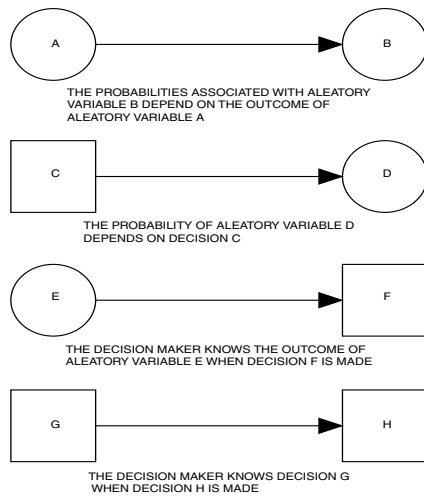 A B
THE PROBABILITIES ASSOCIATED WITH ALEATORY
VARIABLE B DEPEND ON THE OUTCOME OF
ALEATORY VARIABLE A
C D
THE PROBABILITY OF ALEATORY VARIABLE D
DEPENDS ON DECISION C
E F
THE DECISION MAKER KNOWS THE OUTCOME OF
ALEATORY VARIABLE E WHEN DECISION F IS MADE
G H
THE DECISION MAKER KNOWS DECISION G
WHEN DECISION H IS MADE